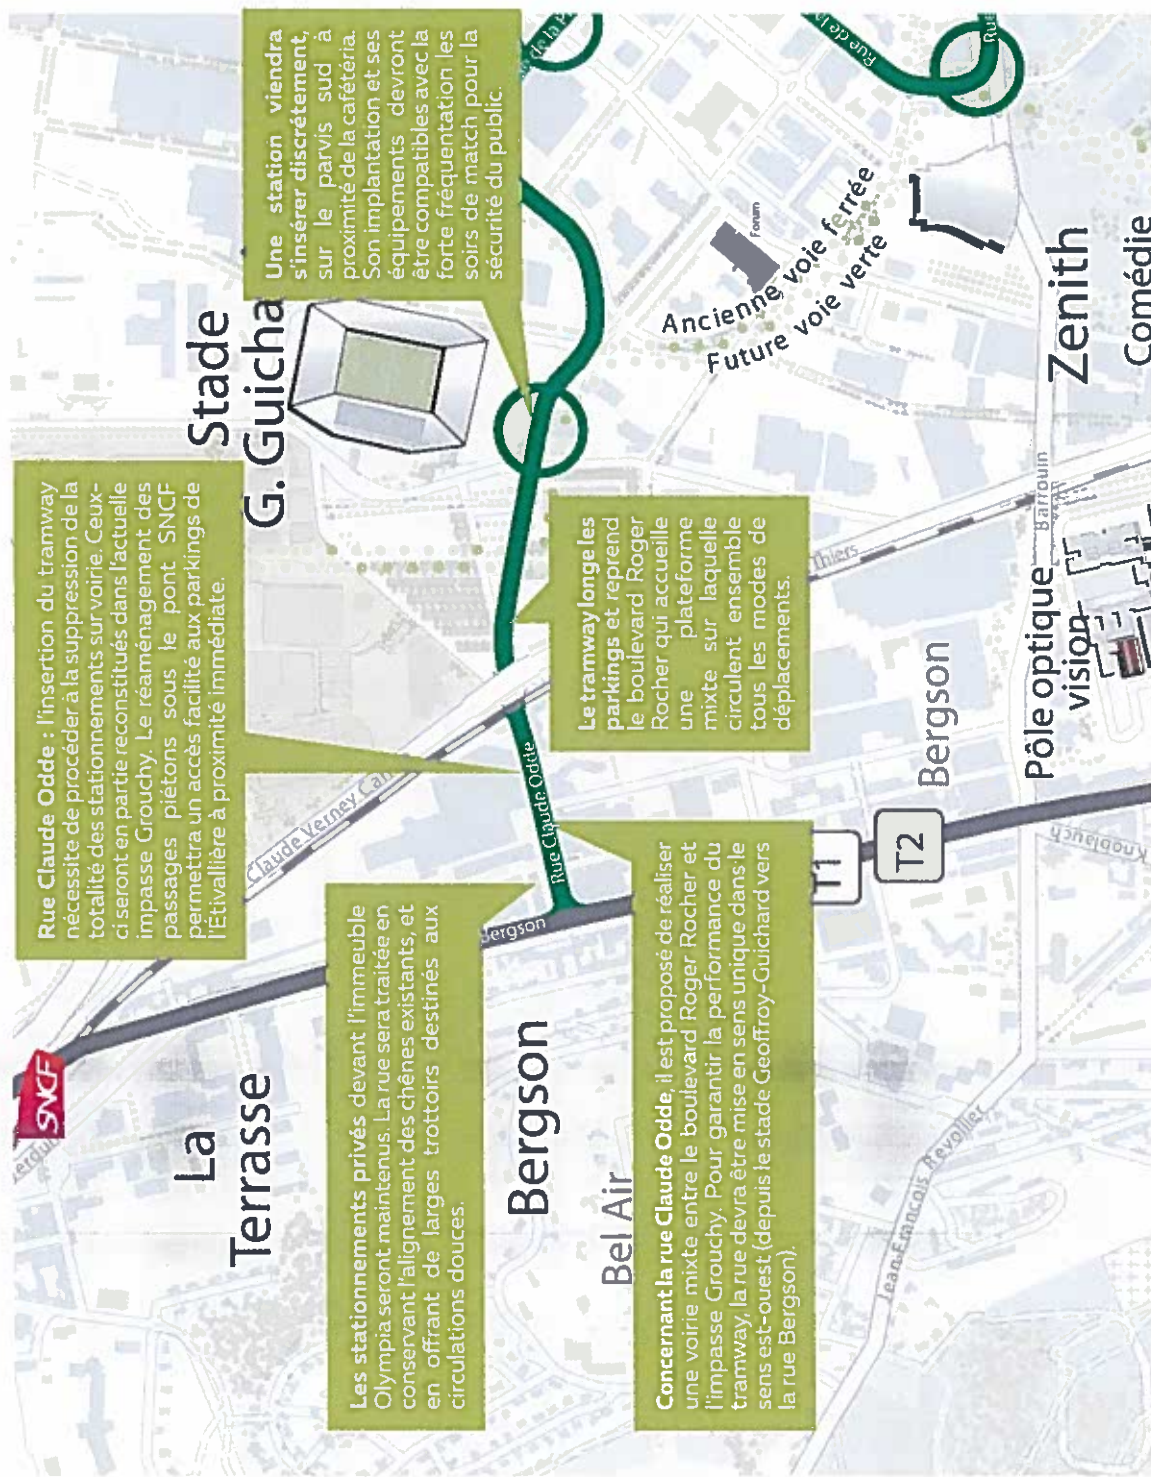 Rue Claude Odde : l'insertion du tramway
nécessite de procéder à la suppression de la
totalité des stationnements sur voirie. Ceux-
ci seront en partie reconstitués dans l'actuelle
impasse Grouchy. Le réaménagement des
passages piétons sous le pont SNCF
permettra un accès facilité aux parkings de
l'Étivallière à proximité immédiate.
Une station viendra
s'insérer discrétement,
sur le parvis sud à
proximité de la cafétéria.
Son implantation et ses
équipements devront
être compatibles avec la
forte fréquentation les
soirs de match pour la
sécurité du public.
Stade
G. Guicha
SNCF
La
Terrasse
Claude Verney Car
Les stationnements privés devant l'immeuble
Olympia seront maintenus. La rue sera traitée en
conservant l'alignement des chênes existants, et
en offrant de larges trottoirs destinés aux
circulations douces.
Bergson
Rue Claude Odde
Le tramway longe les
parkings et reprend
le boulevard Roger
Rocher qui accueille
une plateforme
mixte sur laquelle
circulent ensemble
tous les modes de
déplacements.
Bergson
Bel Air
Concernant la rue Claude Odde, il est proposé de réaliser
une voirie mixte entre le boulevard Roger Rocher et
l'impasse Grouchy. Pour garantir la performance du
tramway, la rue devra être mise en sens unique dans le
sens est-ouest (depuis le stade Geoffroy-Guichard vers
la rue Bergson).
T1
T2
Bergson
Thiers
Forum
Ancienne voie ferrée
Future voie verte
Rue de la
Rue
Zenith
Comédie
Barrouin
Pôle optique
vision
Knoblauch
Jean-François Revollier